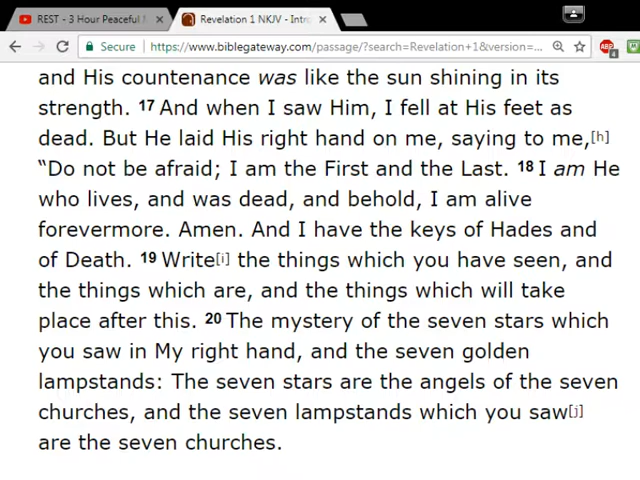 REST - 3 Hour Peaceful
Revelation 1 NKJV - Intr
Secure
https://www.biblegateway.com/passage/?search=Revelation+1&version=...
ABP
4
and His countenance was like the sun shining in its
strength. 17 And when I saw Him, I fell at His feet as
dead. But He laid His right hand on me, saying to me,[h]
“Do not be afraid; I am the First and the Last. 18 I am He
who lives, and was dead, and behold, I am alive
forevermore. Amen. And I have the keys of Hades and
of Death. 19 Write[i] the things which you have seen, and
the things which are, and the things which will take
place after this. 20 The mystery of the seven stars which
you saw in My right hand, and the seven golden
lampstands: The seven stars are the angels of the seven
churches, and the seven lampstands which you saw[j]
are the seven churches.